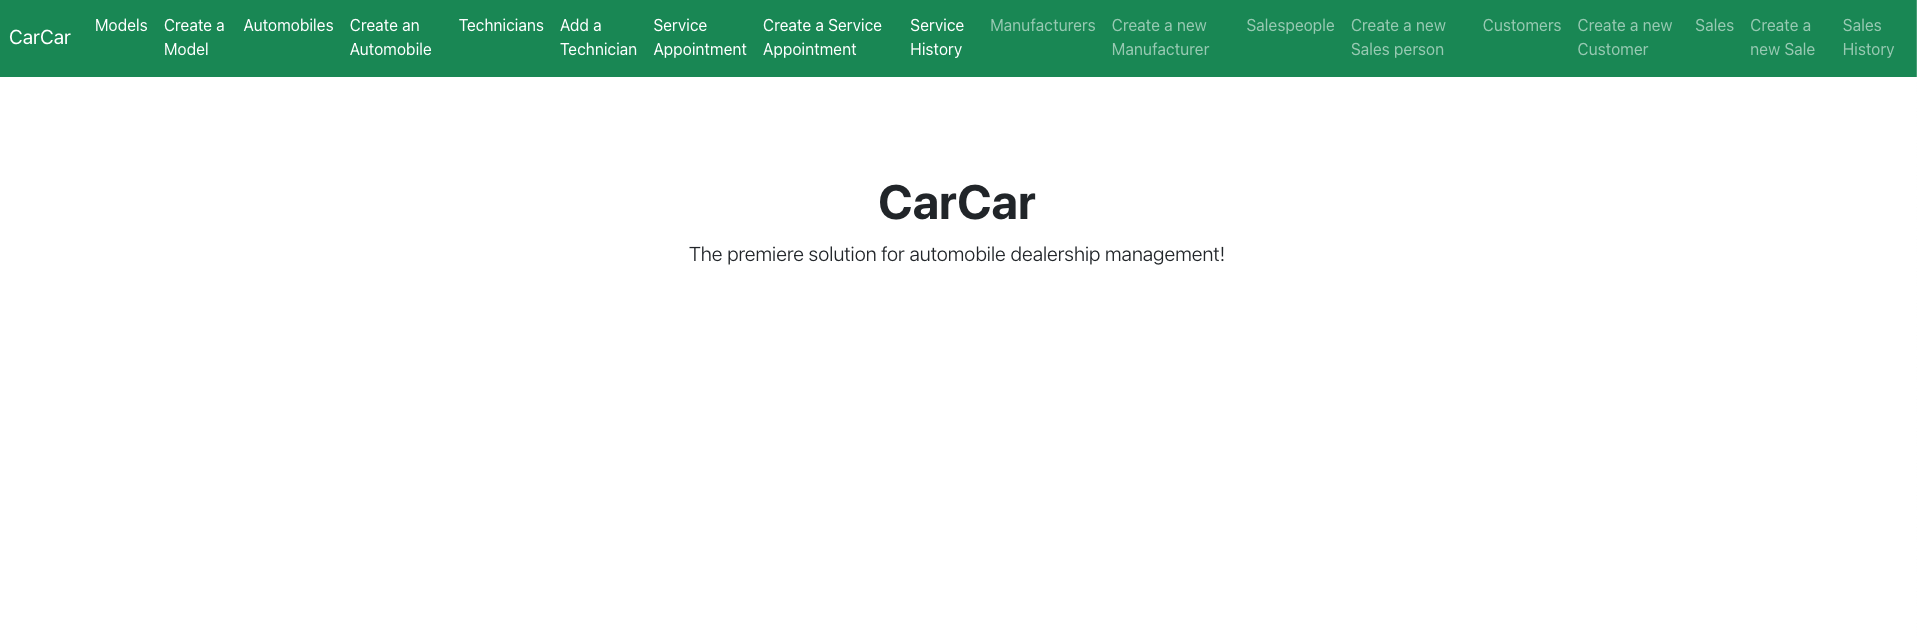 CarCar
Models
Create a
Model
Automobiles
Create an
Automobile
Technicians
Add a
Technician
Service
Appointment
Create a Service
Appointment
Service
History
Manufacturers
Create a new
Manufacturer
Salespeople
Create a new
Sales person
Customers
Create a new
Customer
Sales
Create a
new Sale
Sales
History
CarCar
The premiere solution for automobile dealership management!